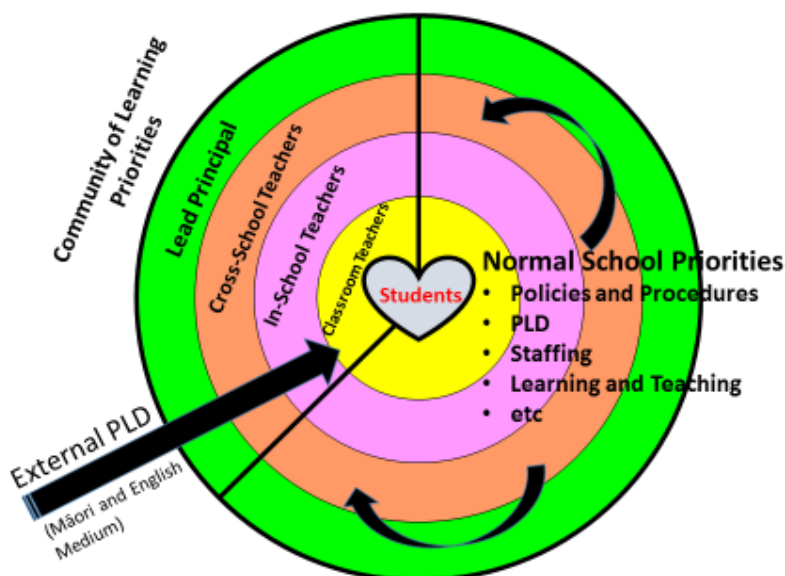 Community of Learning
Priorities
Lead Principal
Cross-School Teachers
In-School Teachers
Classroom Teachers
Students
Normal School Priorities
• Policies and Procedures
• PLD
• Staffing
• Learning and Teaching
• etc
External PLD
(Māori and English
Medium)